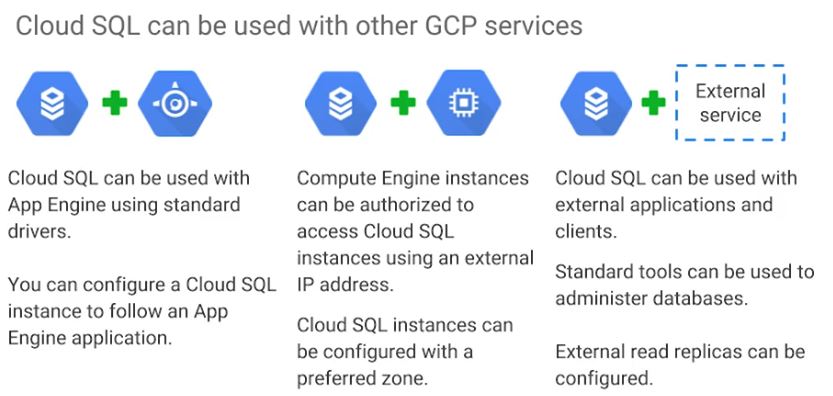 Cloud SQL can be used with other GCP services
Cloud SQL can be used with
App Engine using standard
drivers.
You can configure a Cloud SQL
instance to follow an App
Engine application.
Compute Engine instances
can be authorized to
access Cloud SQL
instances using an external
IP address.
Cloud SQL instances can
be configured with a
preferred zone.
External
service
Cloud SQL can be used with
external applications and
clients.
Standard tools can be used to
administer databases.
External read replicas can be
configured.